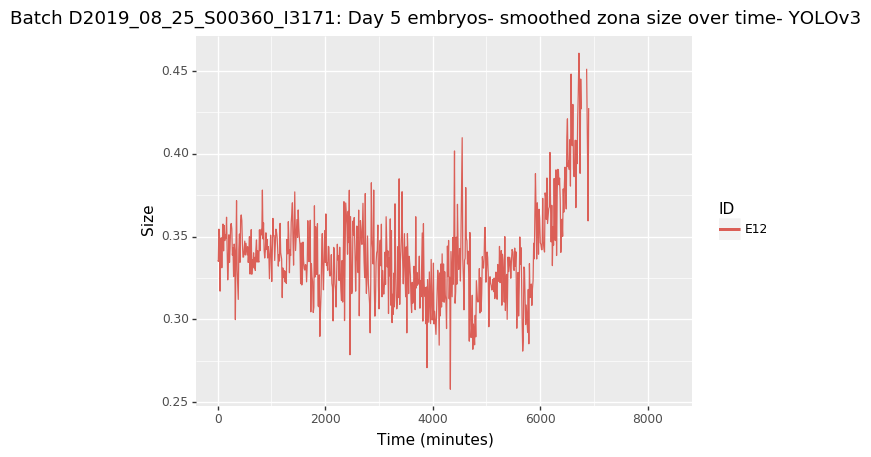 Batch D2019_08_25_S00360_I3171: Day 5 embryos- smoothed zona size over time- YOLOv3
0.45
0.40
0.35
0.30
0.25
Size
0
2000
4000
6000
8000
Time (minutes)
ID
E12